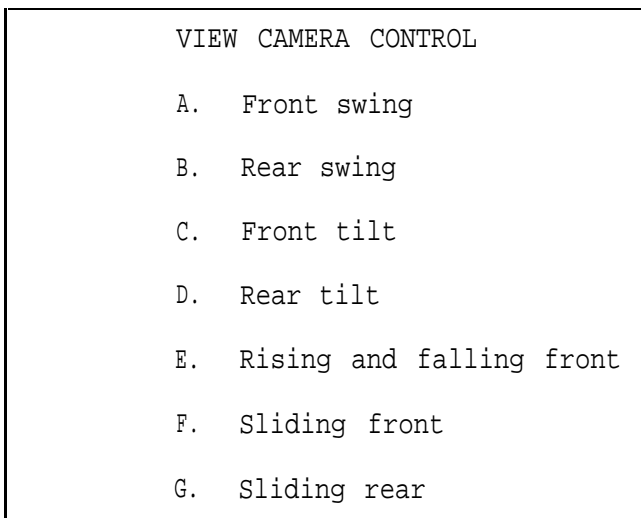 VIEW CAMERA CONTROL
A. Front swing
B. Rear swing
C. Front tilt
D. Rear tilt
E. Rising and falling front
F. Sliding front
G. Sliding rear